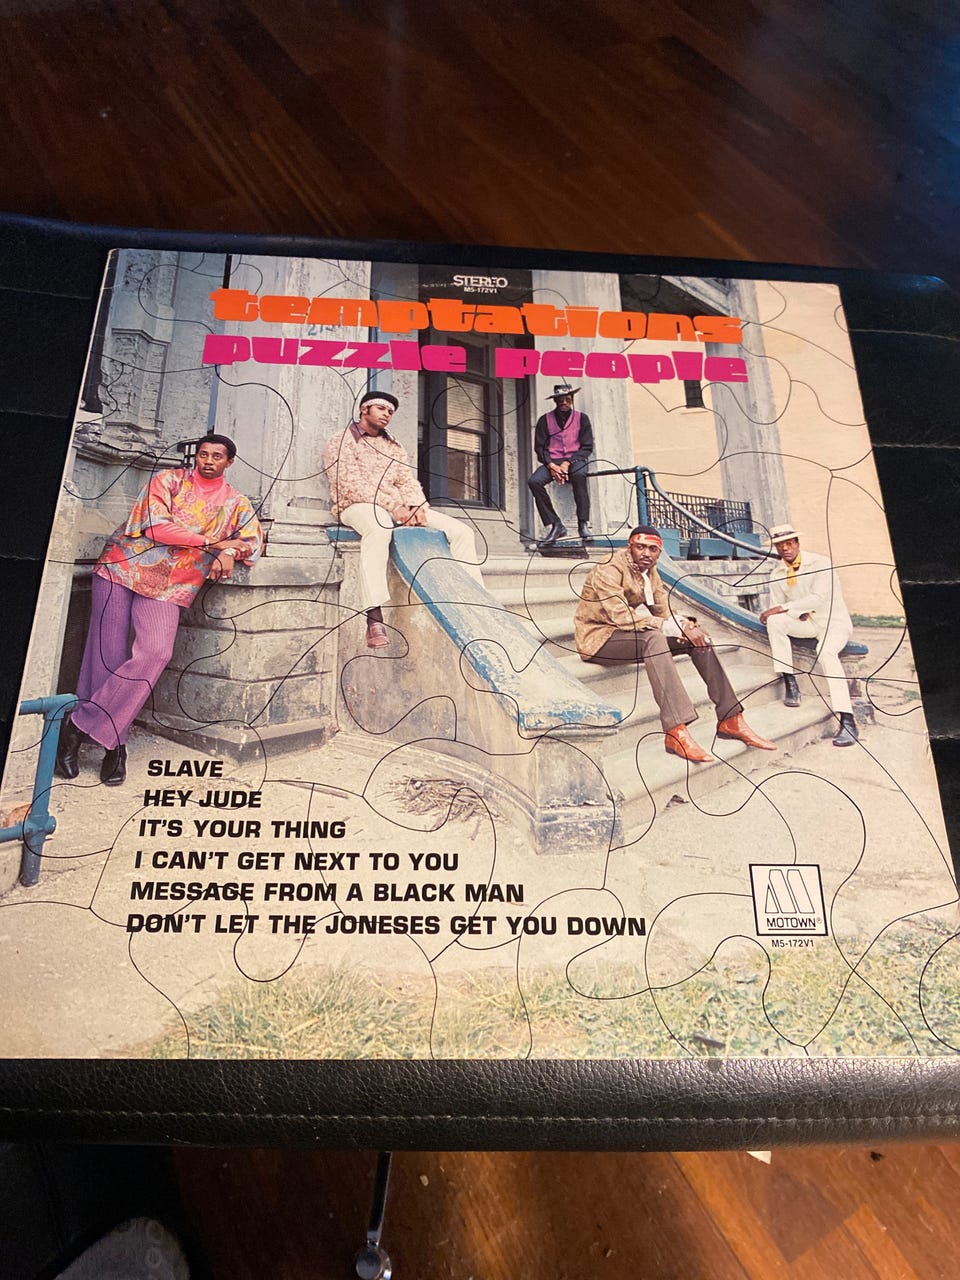 STEREO
M5-172V1
temptations
puzzle people
SLAVE
HEY JUDE
IT'S YOUR THING
I CAN'T GET NEXT TO YOU
MESSAGE FROM A BLACK MAN
DON'T LET THE JONESES GET YOU DOWN
MOTOWN®
M5-172V1